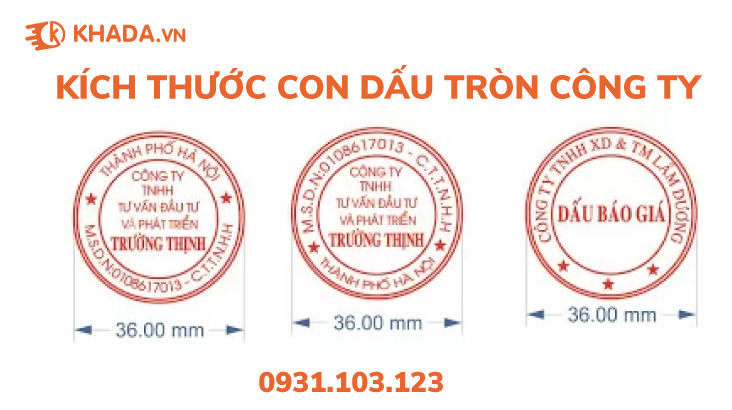 KHADA.VN
KÍCH THƯỚC CON DẤU TRÒN CÔNG TY
THÀNH PHỐ HÀ NỘI
CÔNG TY
TNHH
TƯ VẤN ĐẦU TƯ
VÀ PHÁT TRIỂN
TRƯỜNG THỊNH
M.S.D.N:0108617013 - C.T.T.N.H.H
36.00 mm
M.S.D.N:0108617013 - C.T.T.N.H.H
CÔNG TY
TNHH
TƯ VẤN ĐẦU TƯ
VÀ PHÁT TRIỂN
TRƯỜNG THỊNH
THÀNH PHỐ HÀ NỘI
36.00 mm
CÔNG TY TNHH XD & TM LÂM DƯƠNG
DẤU BÁO GIÁ
36.00 mm
0931.103.123